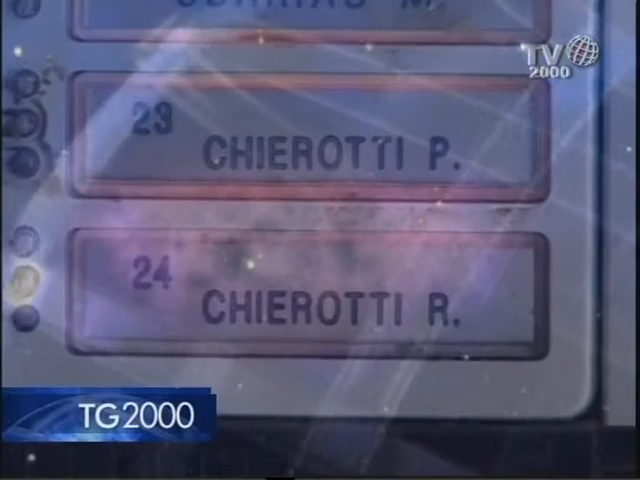 TV
2000
23
CHIEROTTI P.
24
CHIEROTTI R.
TG2000